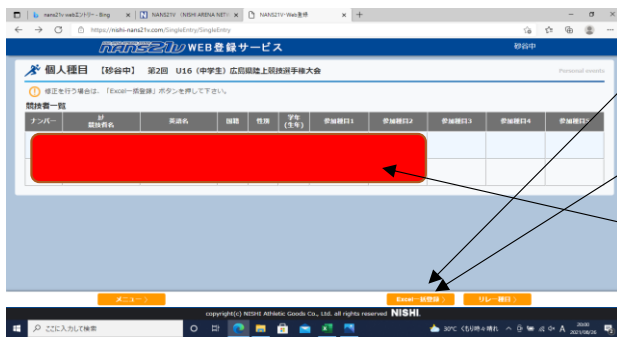 nans21v webエントリー - Bing
NANS21V (NISHI ARENA NET)
NANS21V-Web登録
https://nishi-nans21v.com/SingleEntry/SingleEntry
NANS21V WEB登録サービス
砂谷中
個人種目 【砂谷中】 第2回 U16（中学生）広島県陸上競技選手権大会
Personal events
修正を行う場合は、「Excel一括登録」ボタンを押して下さい。
競技者一覧
ナンバー
競技者名
英語名
国籍
性別
学年
(生年)
参加種目1
参加種目2
参加種目3
参加種目4
参加種目5
メニュー
Excel一括登録
リレー種目
copyright(c) NISHI Athletic Goods Co., Ltd. all rights reserved NISHI.
ここに入力して検索
30°C くもり時々晴れ
A
20:02
2021/08/26